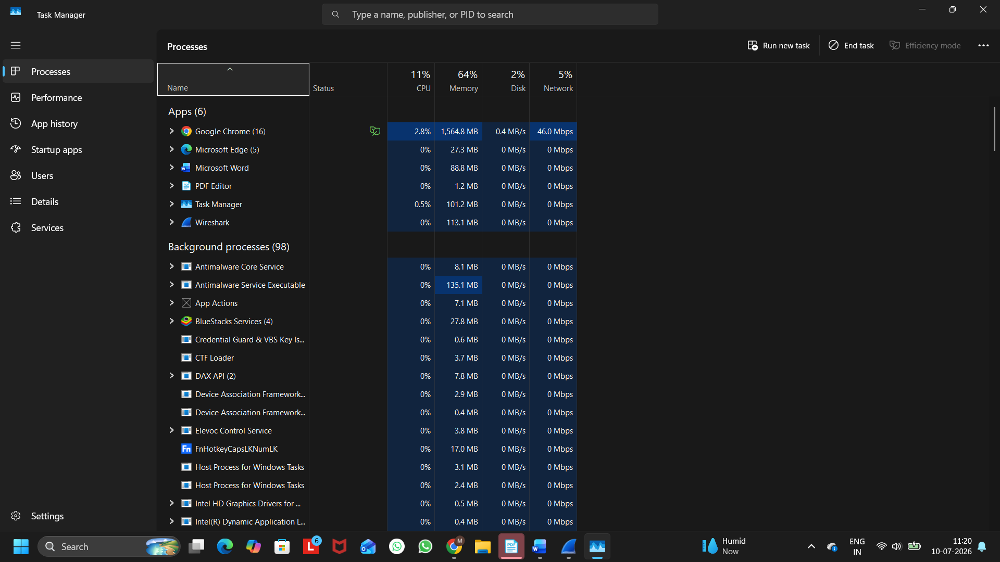 Task Manager
Type a name, publisher, or PID to search
Processes
Run new task
End task
Efficiency mode
Processes
Performance
App history
Startup apps
Users
Details
Services
Settings
Name Status 11% CPU 64% Memory 2% Disk 5% Network
Apps (6)
Google Chrome (16) 2.8% 1,564.8 MB 0.4 MB/s 46.0 Mbps
Microsoft Edge (5) 0% 27.3 MB 0 MB/s 0 Mbps
Microsoft Word 0% 88.8 MB 0 MB/s 0 Mbps
PDF Editor 0% 1.2 MB 0 MB/s 0 Mbps
Task Manager 0.5% 101.2 MB 0 MB/s 0 Mbps
Wireshark 0% 113.1 MB 0 MB/s 0 Mbps
Background processes (98)
Antimalware Core Service 0% 8.1 MB 0 MB/s 0 Mbps
Antimalware Service Executable 0% 135.1 MB 0 MB/s 0 Mbps
App Actions 0% 7.1 MB 0 MB/s 0 Mbps
BlueStacks Services (4) 0% 27.8 MB 0 MB/s 0 Mbps
Credential Guard & VBS Key Is... 0% 0.6 MB 0 MB/s 0 Mbps
CTF Loader 0% 3.7 MB 0 MB/s 0 Mbps
DAX API (2) 0% 7.8 MB 0 MB/s 0 Mbps
Device Association Framework... 0% 2.9 MB 0 MB/s 0 Mbps
Device Association Framework... 0% 0.4 MB 0 MB/s 0 Mbps
Elevoc Control Service 0% 3.8 MB 0 MB/s 0 Mbps
Fn FnHotkeyCapsLKNumLK 0% 17.0 MB 0 MB/s 0 Mbps
Host Process for Windows Tasks 0% 3.1 MB 0 MB/s 0 Mbps
Host Process for Windows Tasks 0% 2.4 MB 0 MB/s 0 Mbps
Intel HD Graphics Drivers for ... 0% 0.5 MB 0 MB/s 0 Mbps
Intel(R) Dynamic Application L... 0% 0.4 MB 0 MB/s 0 Mbps
Search
L 6
M
PDF
W
Humid
Now
ENG
IN
11:20
10-07-2026